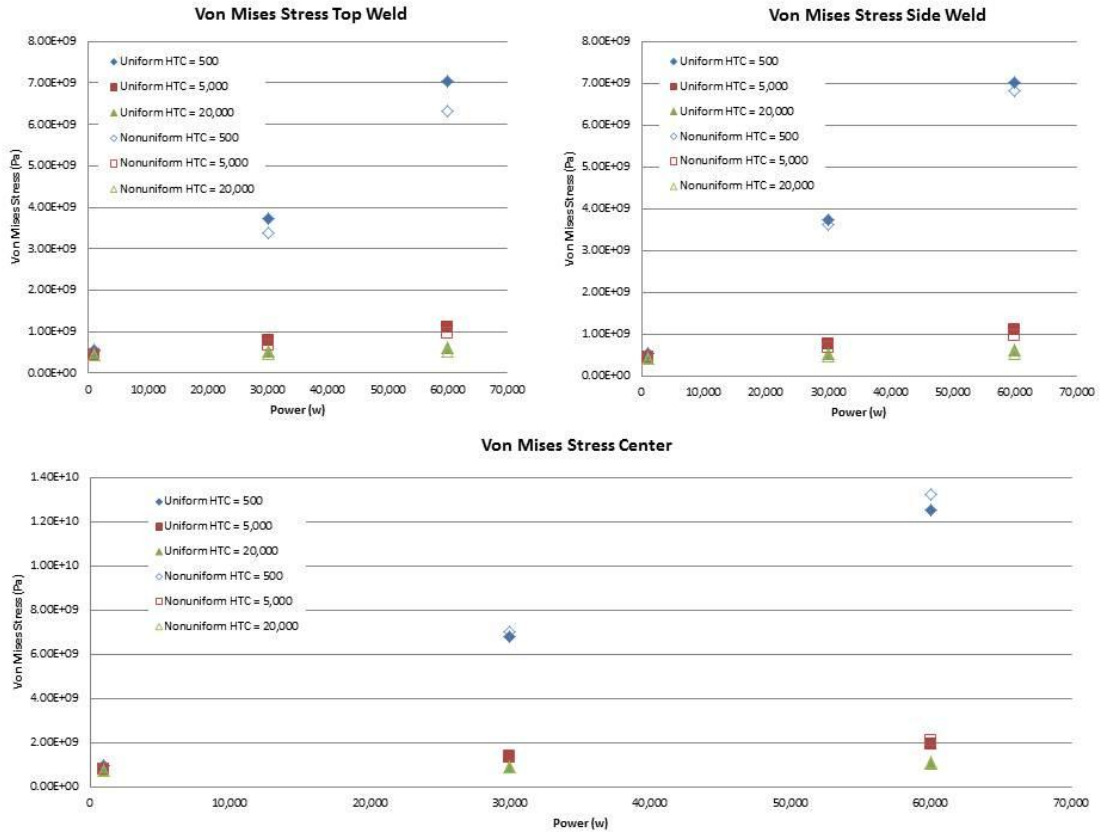 Von Mises Stress Top Weld
Von Mises Stress (Pa)
8.00E+09
7.00E+09
6.00E+09
5.00E+09
4.00E+09
3.00E+09
2.00E+09
1.00E+09
0.00E+00
Uniform HTC = 500
Uniform HTC = 5,000
Uniform HTC = 20,000
Nonuniform HTC = 500
Nonuniform HTC = 5,000
Nonuniform HTC = 20,000
0 10,000 20,000 30,000 40,000 50,000 60,000 70,000
Power (w)
Von Mises Stress Side Weld
Von Mises Stress (Pa)
8.00E+09
7.00E+09
6.00E+09
5.00E+09
4.00E+09
3.00E+09
2.00E+09
1.00E+09
0.00E+00
Uniform HTC = 500
Uniform HTC = 5,000
Uniform HTC = 20,000
Nonuniform HTC = 500
Nonuniform HTC = 5,000
Nonuniform HTC = 20,000
0 10,000 20,000 30,000 40,000 50,000 60,000 70,000
Power (w)
Von Mises Stress Center
Von Mises Stress (Pa)
1.40E+10
1.20E+10
1.00E+10
8.00E+09
6.00E+09
4.00E+09
2.00E+09
0.00E+00
Uniform HTC = 500
Uniform HTC = 5,000
Uniform HTC = 20,000
Nonuniform HTC = 500
Nonuniform HTC = 5,000
Nonuniform HTC = 20,000
0 10,000 20,000 30,000 40,000 50,000 60,000 70,000
Power (w)